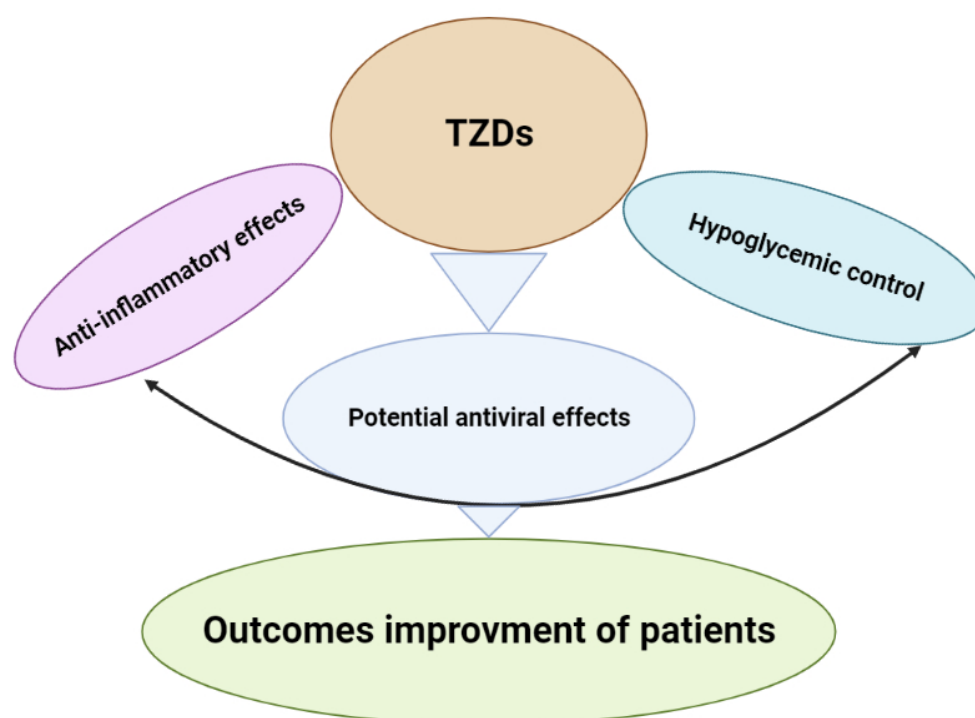 TZDs
Anti-inflammatory effects
Hypoglycemic control
Potential antiviral effects
Outcomes improvment of patients